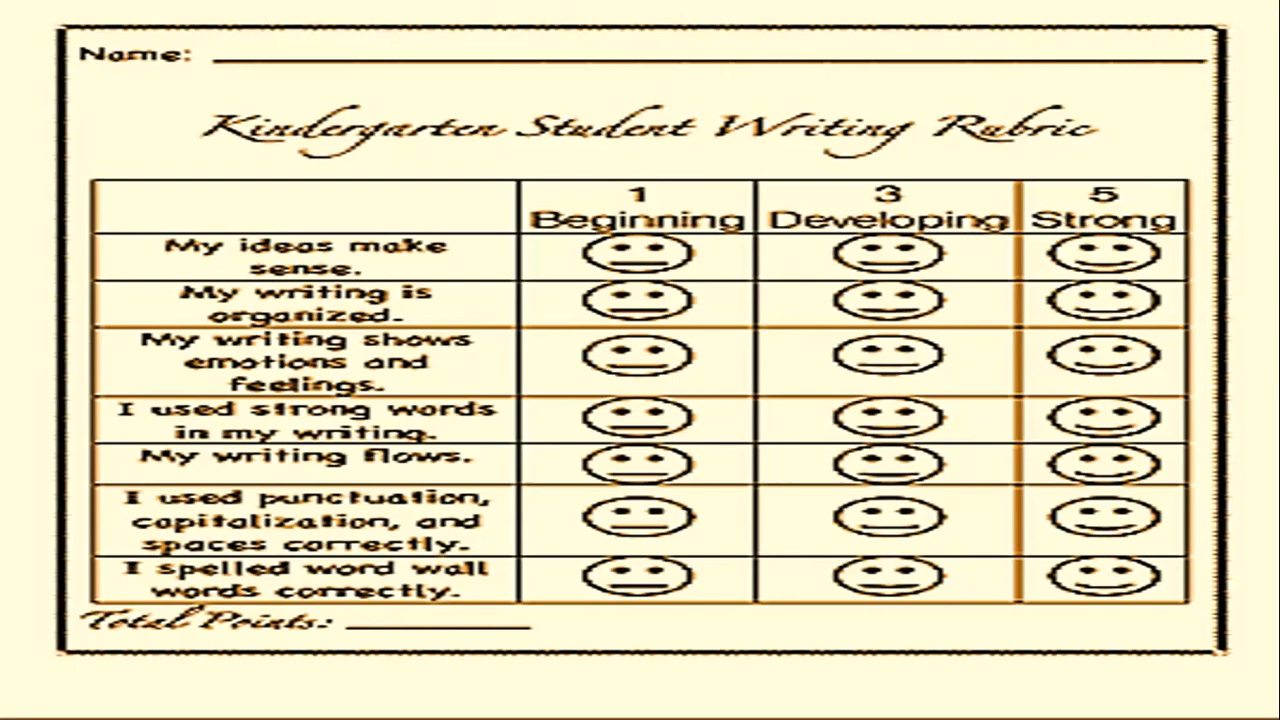 Name:
Kindergarten Student Writing Rubric
1
Beginning
3
Developing
5
Strong
My ideas make
sense.
My writing is
organized.
My writing shows
emotions and
feelings.
I used strong words
in my writing.
My writing flows.
I used punctuation,
capitalization, and
spaces correctly.
I spelled word wall
words correctly.
Total Points: